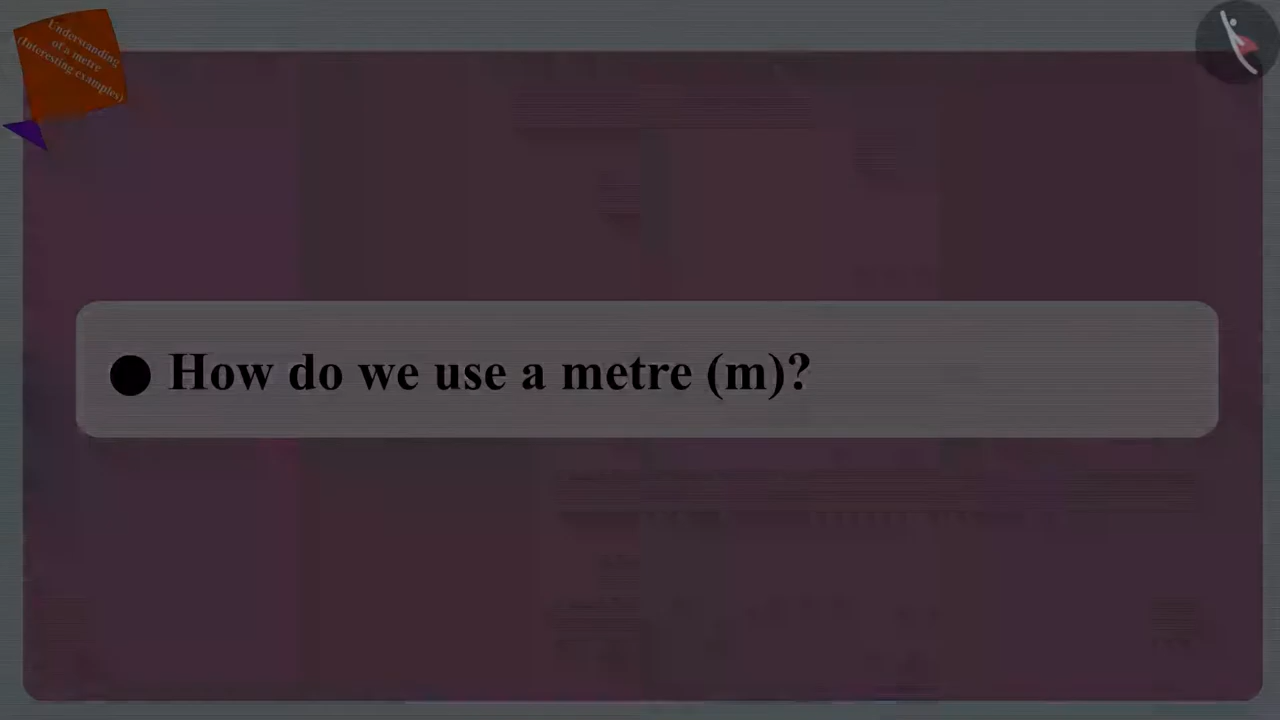 Understanding
of a metre
(Interesting examples)
● How do we use a metre (m)?